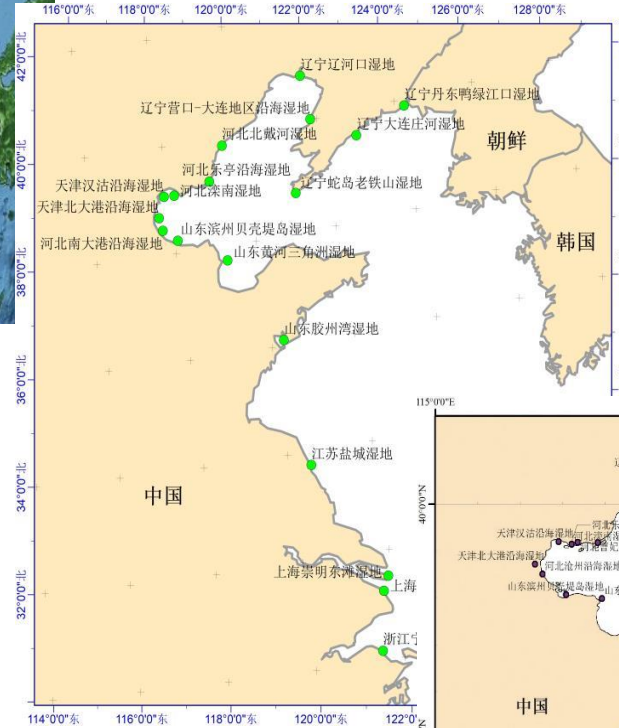 116°0'0"东
118°0'0"东
120°0'0"东
122°0'0"东
124°0'0"东
126°0'0"东
128°0'0"东
42°0'0"北
40°0'0"北
38°0'0"北
36°0'0"北
34°0'0"北
32°0'0"北
辽宁辽河口湿地
辽宁丹东鸭绿江口湿地
辽宁营口-大连地区沿海湿地
辽宁大连庄河湿地
河北北戴河湿地
朝鲜
河北乐亭沿海湿地
天津汉沽沿海湿地
河北滦南湿地
辽宁蛇岛老铁山湿地
天津北大港沿海湿地
山东滨州贝壳堤岛湿地
河北南大港沿海湿地
山东黄河三角洲湿地
韩国
山东胶州湾湿地
江苏盐城湿地
中国
上海崇明东滩湿地
上海
浙江宁
114°0'0"东
116°0'0"东
118°0'0"东
120°0'0"东
122°0'0"
115°0'0"E
40°0'0"N
天津汉沽沿海湿地
天津北大港沿海湿地
河北沧州沿海湿地
山东滨州贝壳堤岛湿地
中国